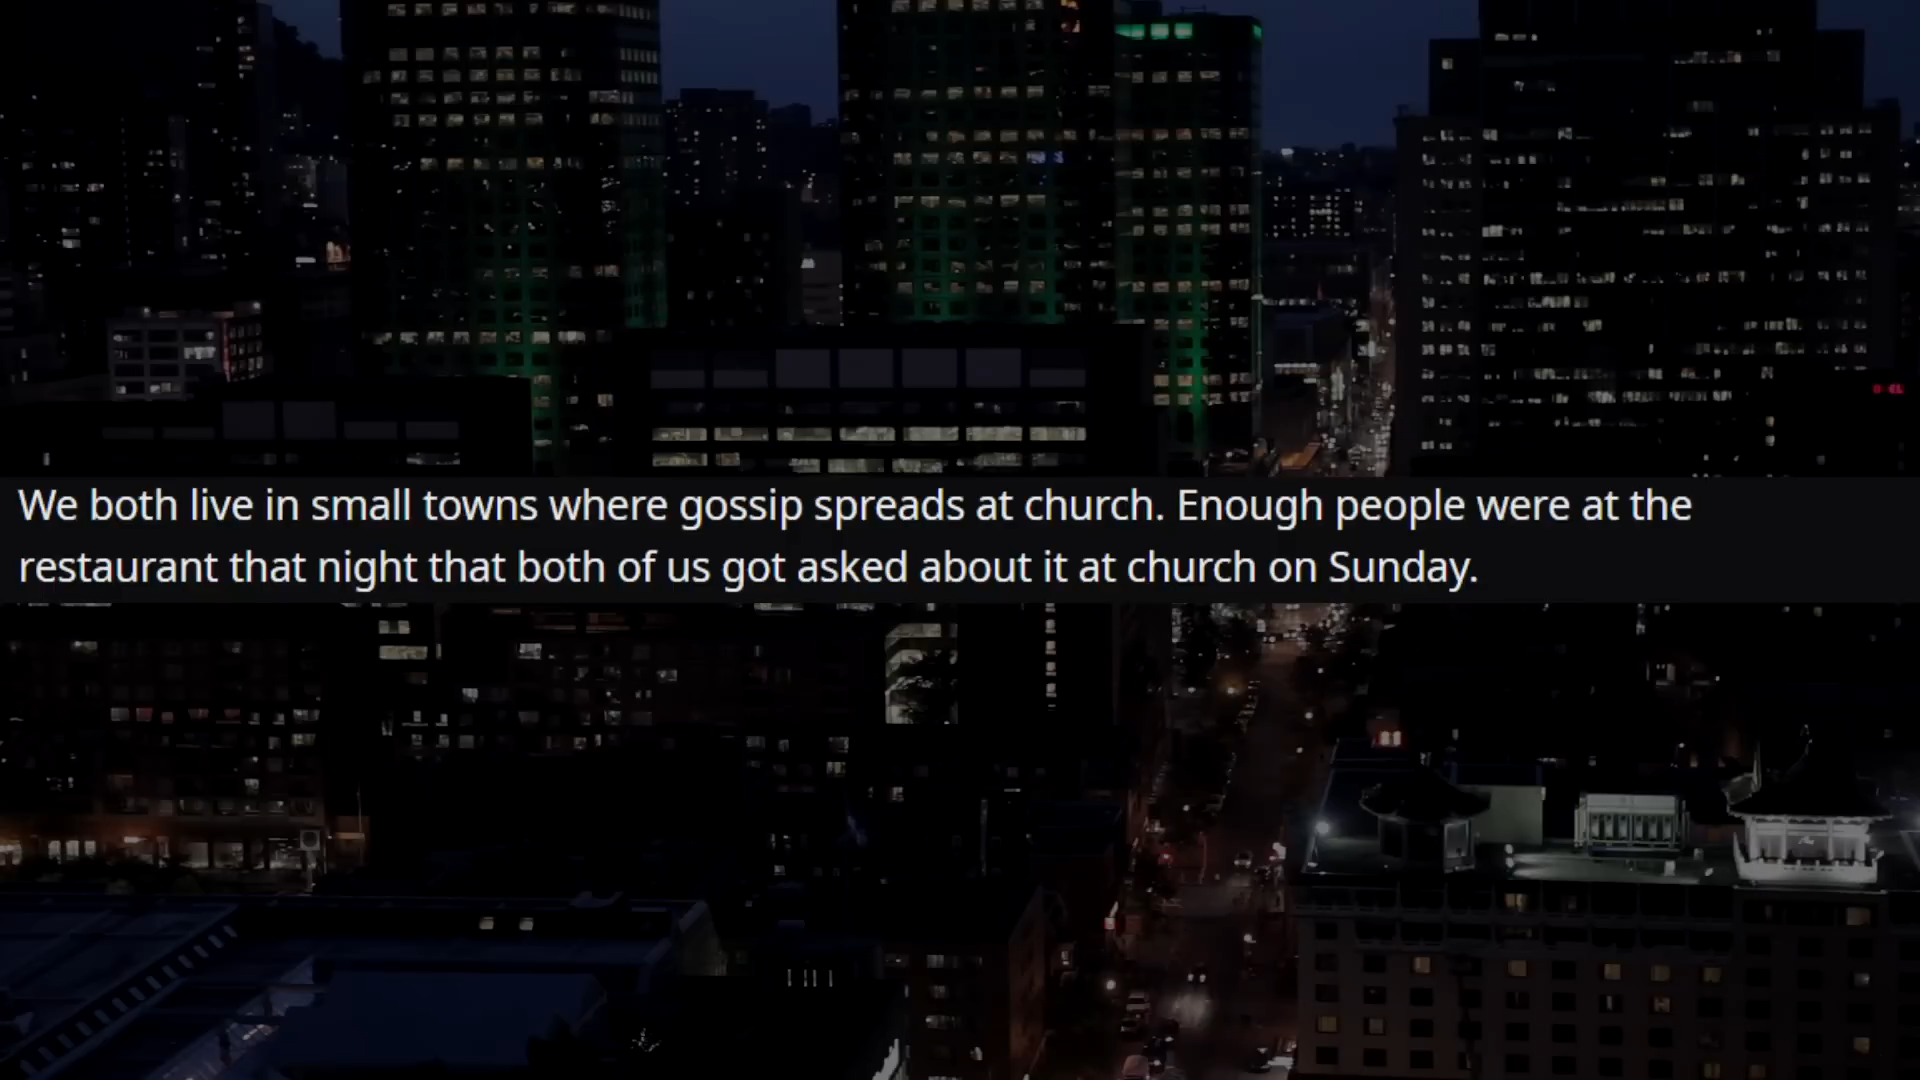 We both live in small towns where gossip spreads at church. Enough people were at the
restaurant that night that both of us got asked about it at church on Sunday.